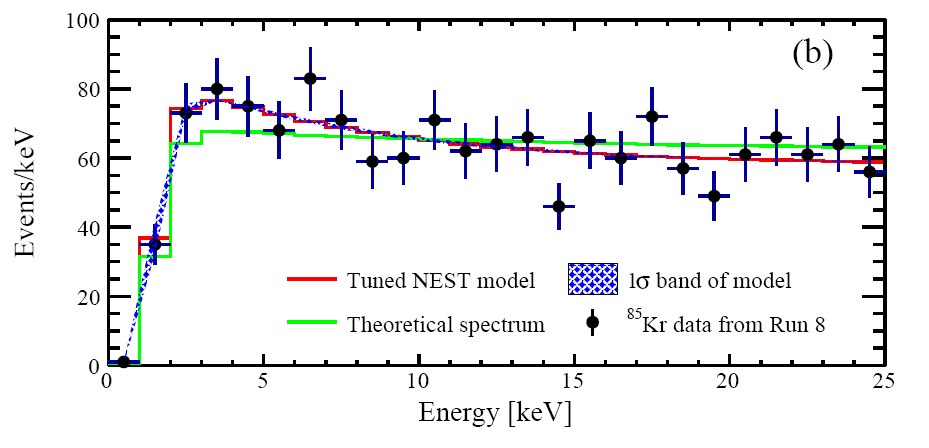 (b)
100
80
60
40
20
0
Events/keV
Tuned NEST model
1σ band of model
Theoretical spectrum
⁸⁵Kr data from Run 8
0 5 10 15 20 25
Energy [keV]